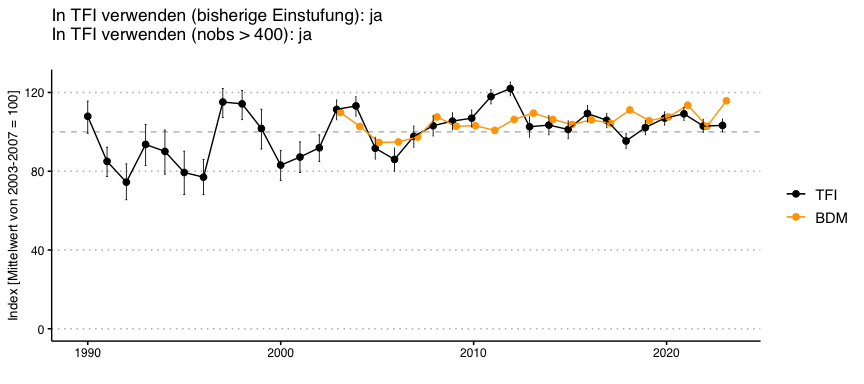 In TFI verwenden (bisherige Einstufung): ja
In TFI verwenden (nobs > 400): ja
Index [Mittelwert von 2003-2007 = 100]
120
80
40
0
1990
2000
2010
2020
TFI
BDM